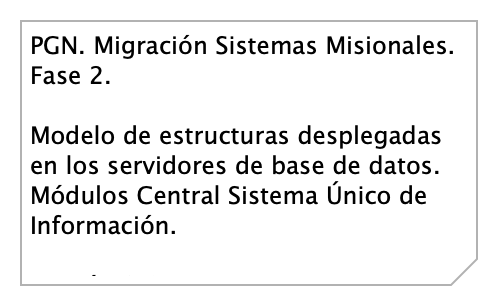 PGN. Migración Sistemas Misionales.
Fase 2.
Modelo de estructuras desplegadas
en los servidores de base de datos.
Módulos Central Sistema Único de
Información.